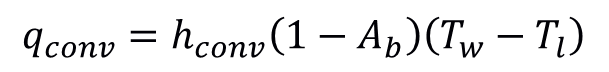 q_conv = h_conv(1 − A_b)(T_w − T_l)